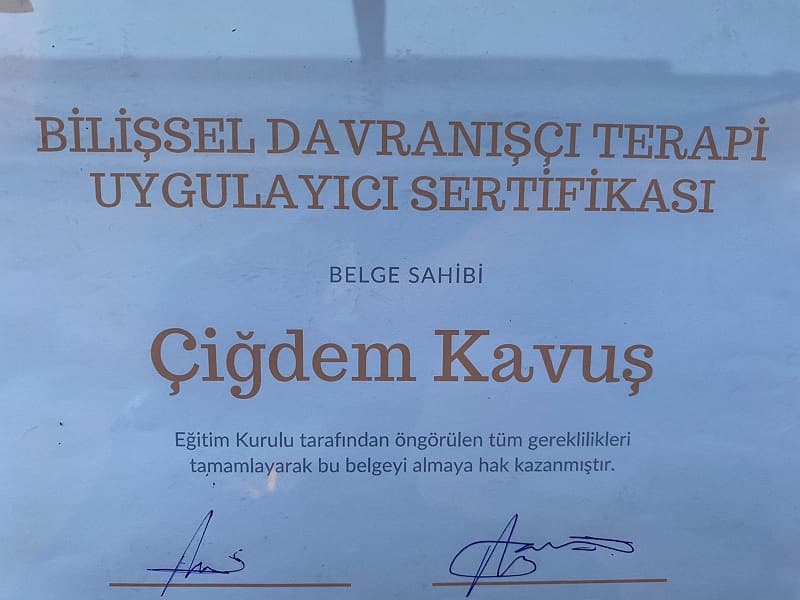 BİLİŞSEL DAVRANIŞÇI TERAPİ
UYGULAYICI SERTİFİKASI
BELGE SAHİBİ
Çiğdem Kavuş
Eğitim Kurulu tarafından öngörülen tüm gereklilikleri
tamamlayarak bu belgeyi almaya hak kazanmıştır.